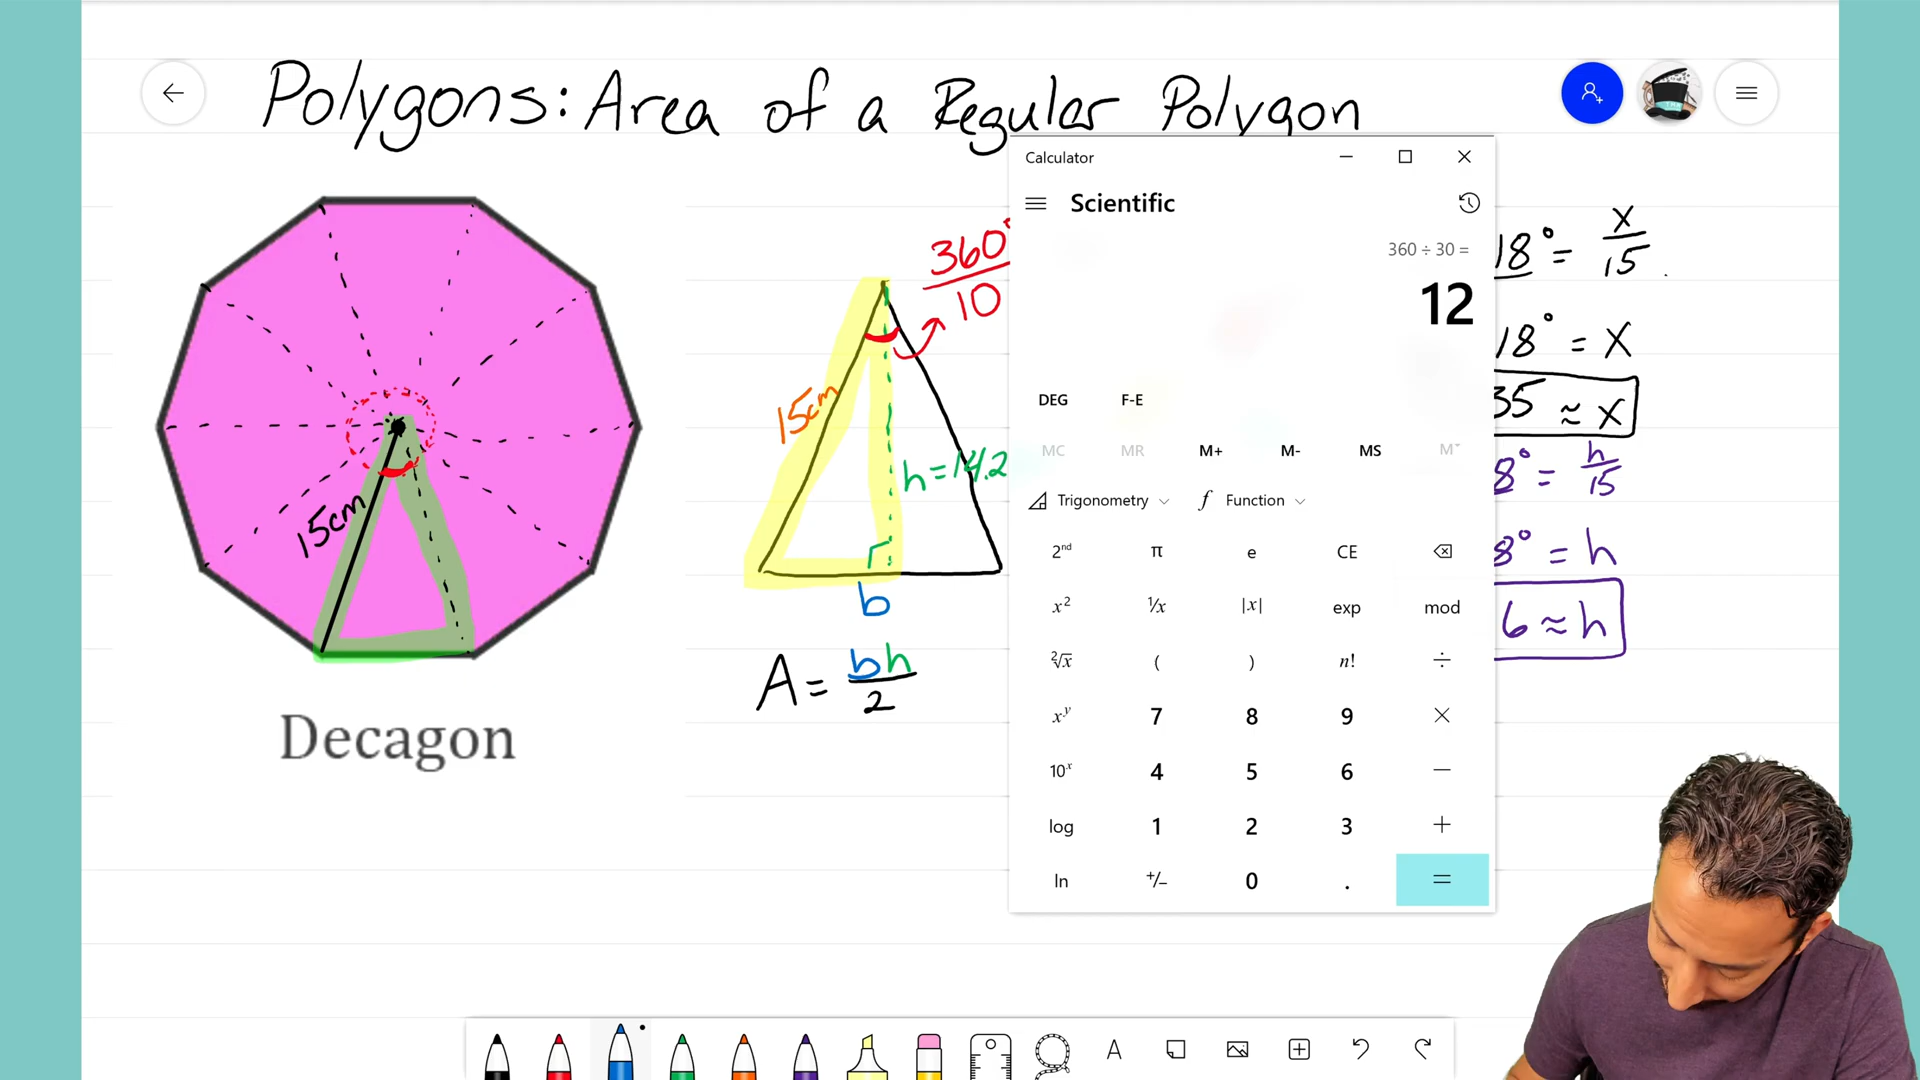 Polygons: Area of a Regular Polygon
Calculator
Scientific
360 ÷ 30 =
12
DEG
F-E
MC
MR
M+
M-
MS
M˅
Trigonometry
f Function
2nd
π
e
CE
x²
¹/x
|x|
exp
mod
²√x
(
)
n!
÷
xʸ
7
8
9
×
10ˣ
4
5
6
−
log
1
2
3
+
ln
+/−
0
.
=
15cm
Decagon
360°
10
15cm
h=14.2
b
A = bh/2
18° = x/15
18° = x
35 ≈ x
8° = h/15
8° = h
6 ≈ h
A